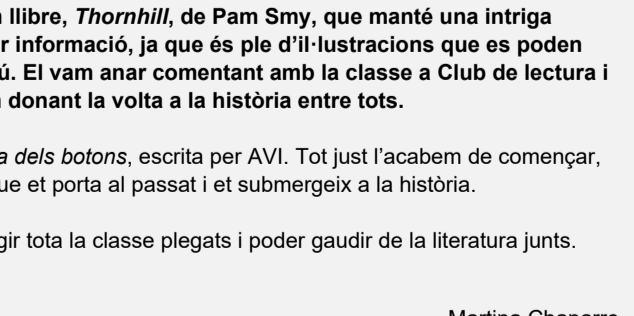 llibre, Thornhill, de Pam Smy, que manté una intriga
r informació, ja que és ple d'il·lustracions que es poden
ú. El vam anar comentant amb la classe a Club de lectura i
donant la volta a la història entre tots.
a dels botons, escrita per AVI. Tot just l'acabem de començar,
ue et porta al passat i et submergeix a la història.
gir tota la classe plegats i poder gaudir de la literatura junts.
Martina Chaparro